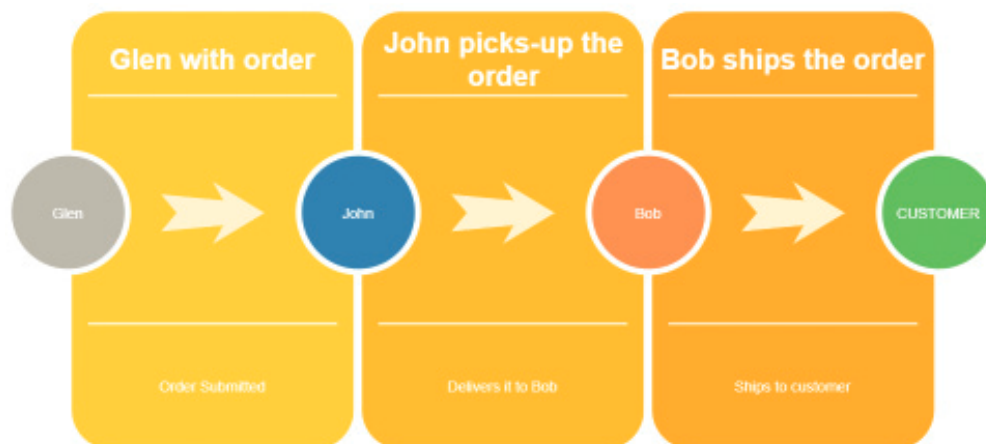 Glen with order
John picks-up the
order
Bob ships the order
Glen
John
Bob
CUSTOMER
Order Submitted
Delivers it to Bob
Ships to customer